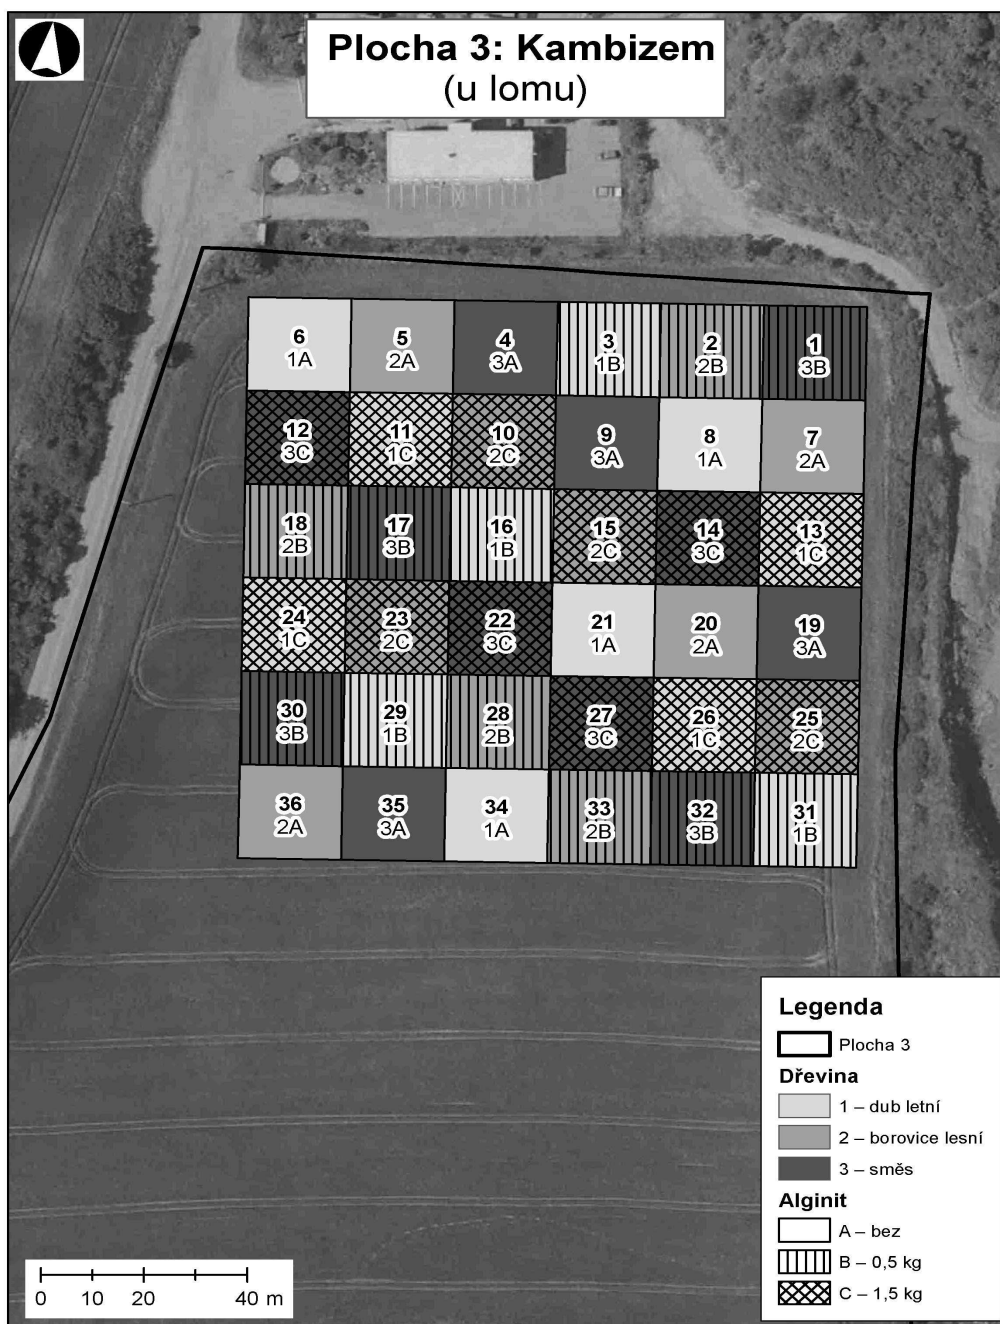 Plocha 3: Kambizem
(u lomu)
6 5 4 3 2 1
1A 2A 3A 1B 2B 3B
12 11 10 9 8 7
3C 1C 2C 3A 1A 2A
18 17 16 15 14 13
2B 3B 1B 2C 3C 1C
24 23 22 21 20 19
1C 2C 3C 1A 2A 3A
30 29 28 27 26 25
3B 1B 2B 3C 1C 2C
36 35 34 33 32 31
2A 3A 1A 2B 3B 1B
Legenda
Plocha 3
Dřevina
1 – dub letní
2 – borovice lesní
3 – směs
Alginit
A – bez
B – 0,5 kg
C – 1,5 kg
0 10 20 40 m